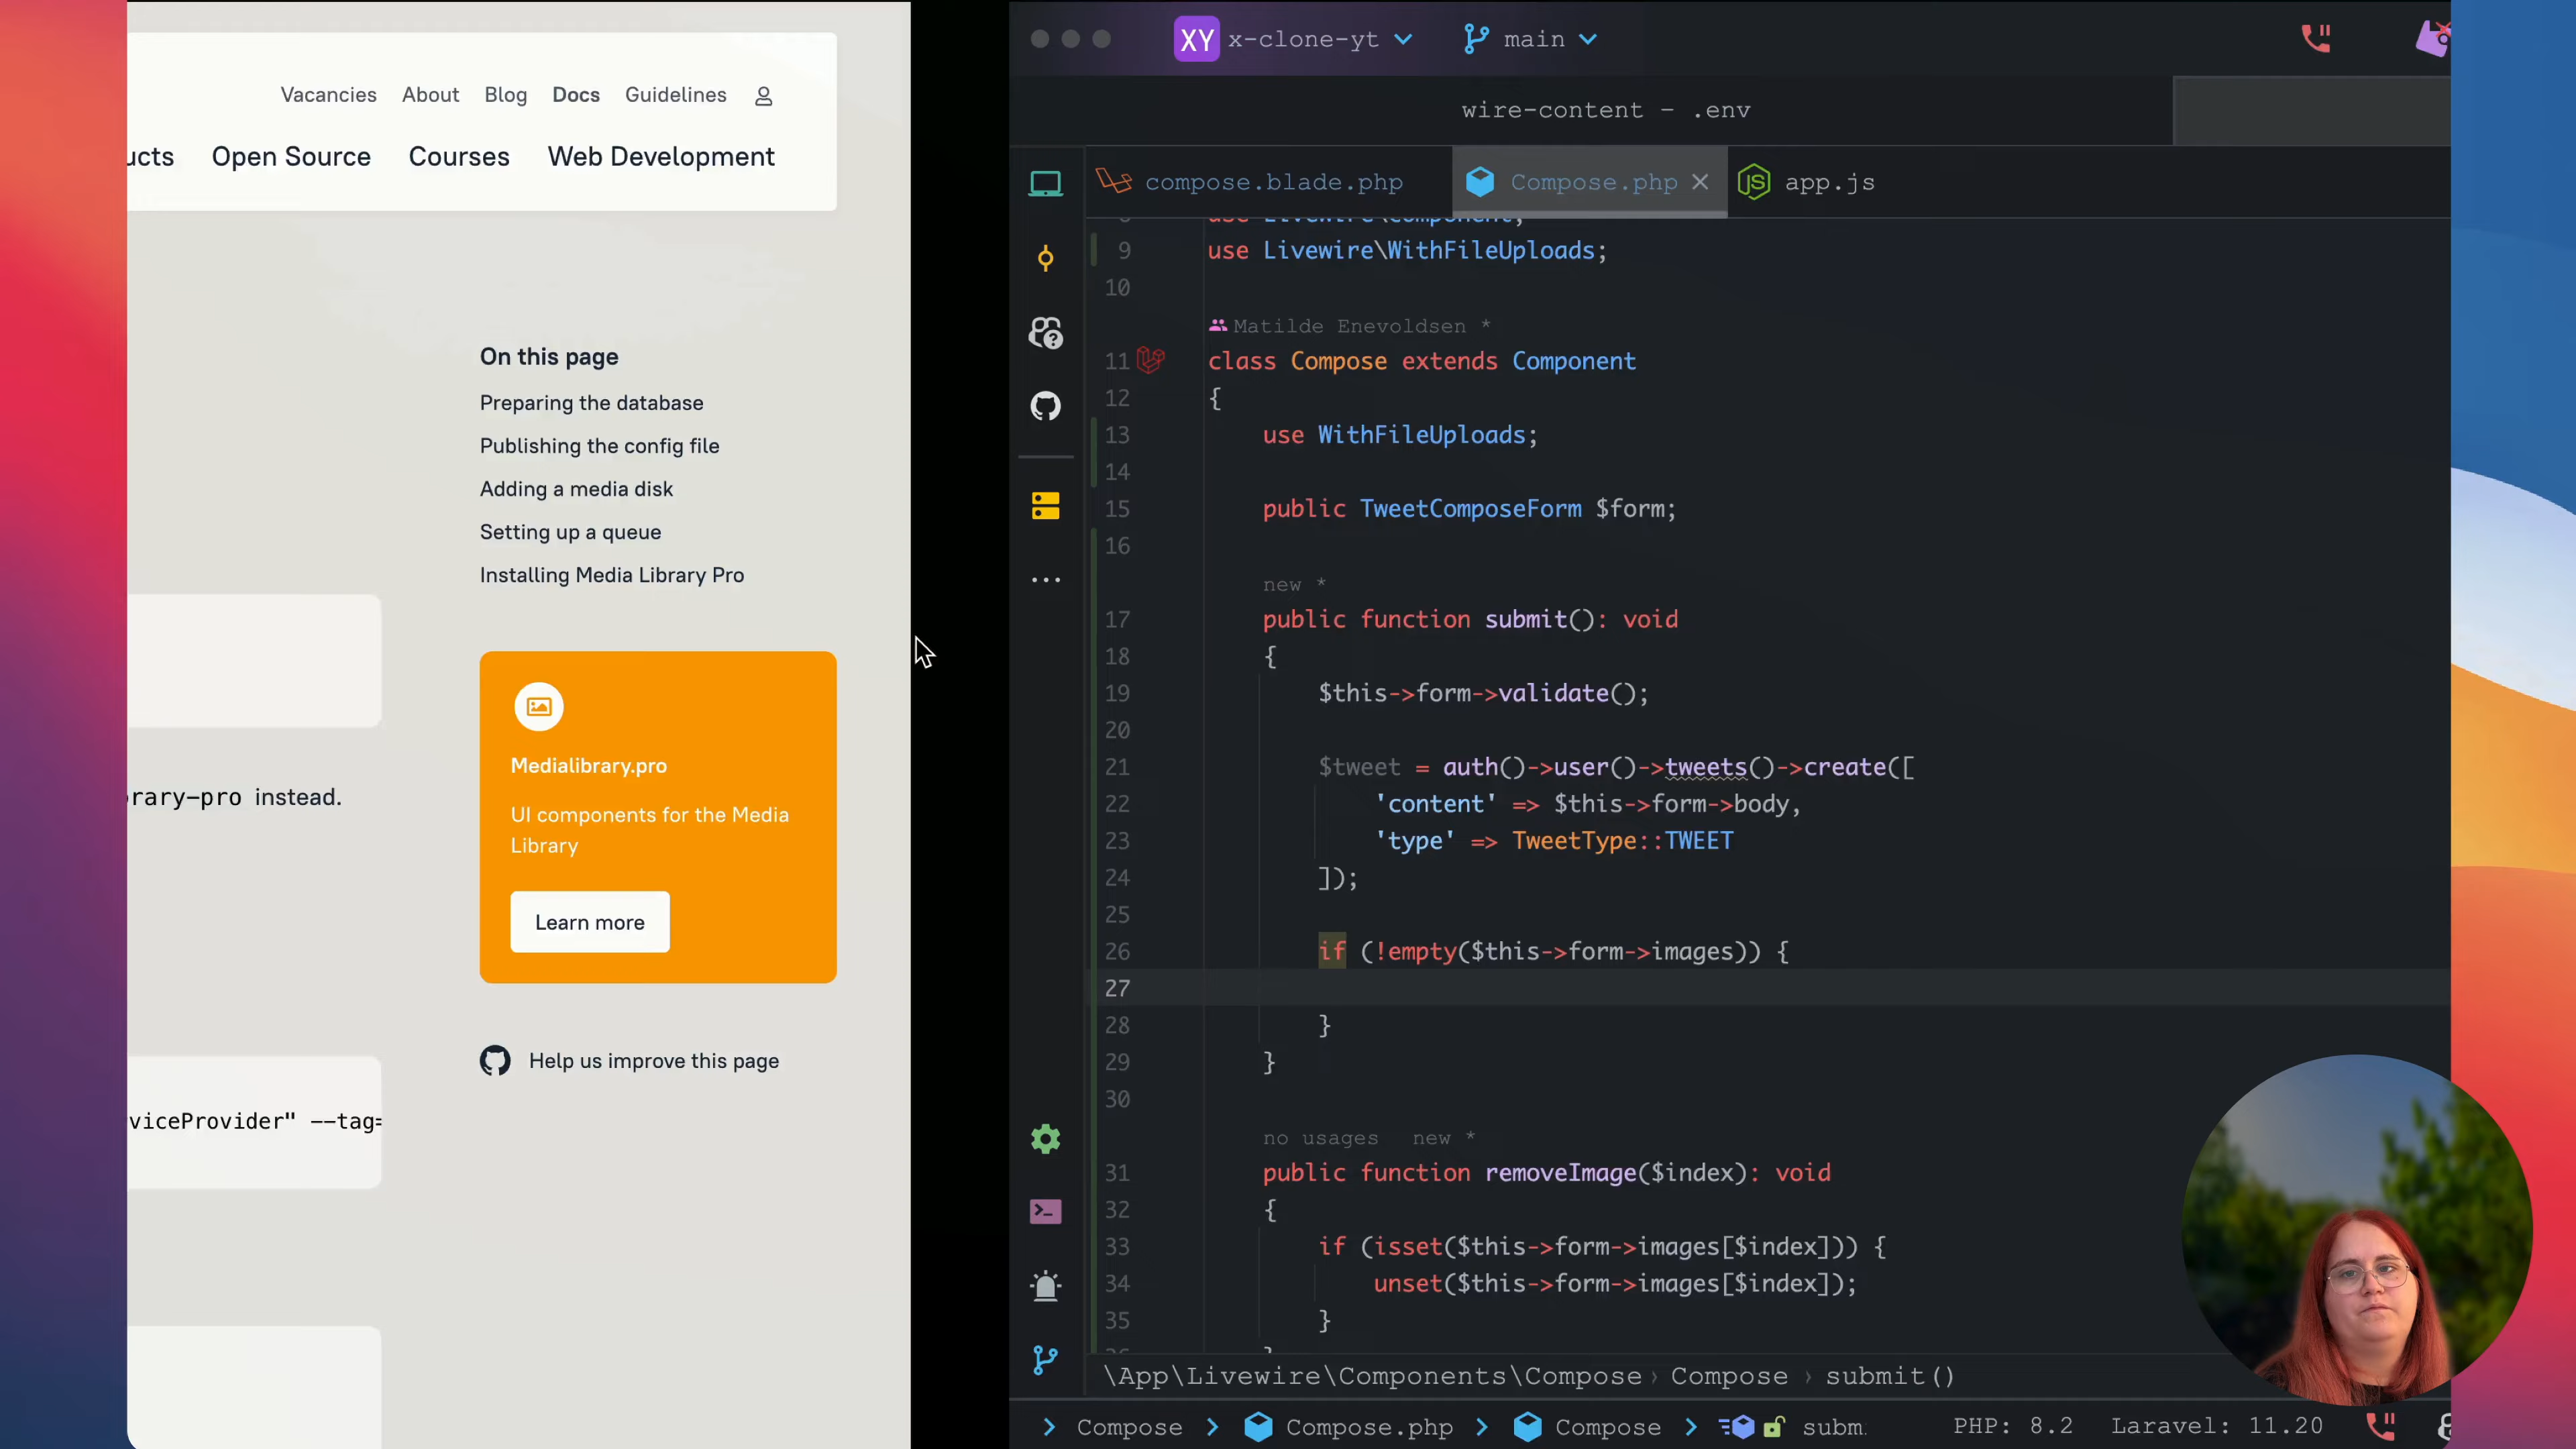 Vacancies About Blog Docs Guidelines
ucts Open Source Courses Web Development
On this page
Preparing the database
Publishing the config file
Adding a media disk
Setting up a queue
Installing Media Library Pro
Medialibrary.pro
UI components for the Media
Library
Learn more
rary-pro instead.
Help us improve this page
viceProvider" --tag=
XY x-clone-yt main
wire-content – .env
compose.blade.php Compose.php app.js
use Livewire\Component;
9 use Livewire\WithFileUploads;
10
Matilde Enevoldsen *
11 class Compose extends Component
12 {
13 use WithFileUploads;
14
15 public TweetComposeForm $form;
16
new *
17 public function submit(): void
18 {
19 $this->form->validate();
20
21 $tweet = auth()->user()->tweets()->create([
22 'content' => $this->form->body,
23 'type' => TweetType::TWEET
24 ]);
25
26 if (!empty($this->form->images)) {
27
28 }
29 }
30
no usages new *
31 public function removeImage($index): void
32 {
33 if (isset($this->form->images[$index])) {
34 unset($this->form->images[$index]);
35 }
\App\Livewire\Components\Compose › Compose › submit()
Compose Compose.php Compose subm PHP: 8.2 Laravel: 11.20